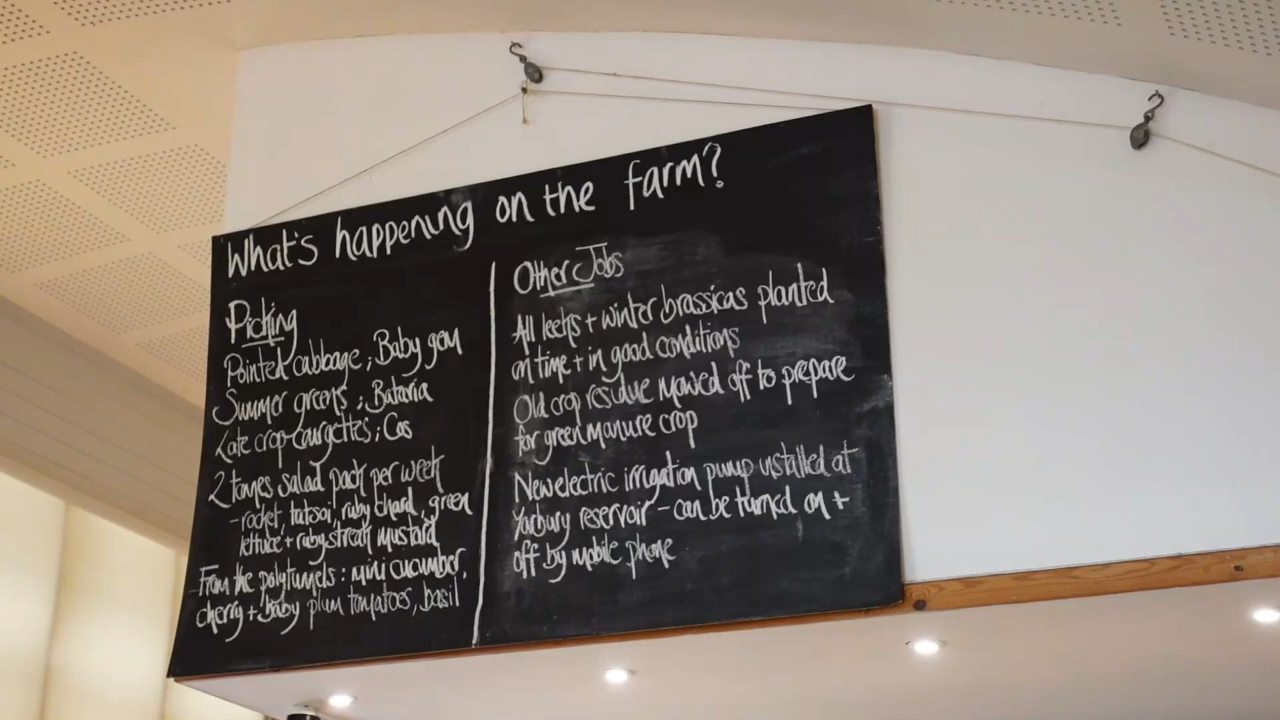 What's happening on the farm?
Picking
Pointed cabbage; Baby gem
Summer greens; Batavia
Late crop courgettes; Cos
2 tonnes salad pack per week
- rocket, tatsoi, ruby chard, green
lettuce + ruby streak mustard
From the polytunnels: mini cucumber,
cherry + baby plum tomatoes, basil
Other Jobs
All leeks + winter brassicas planted
on time + in good conditions
Old crop residue mowed off to prepare
for green manure crop
New electric irrigation pump installed at
Yarbury reservoir - can be turned on +
off by mobile phone